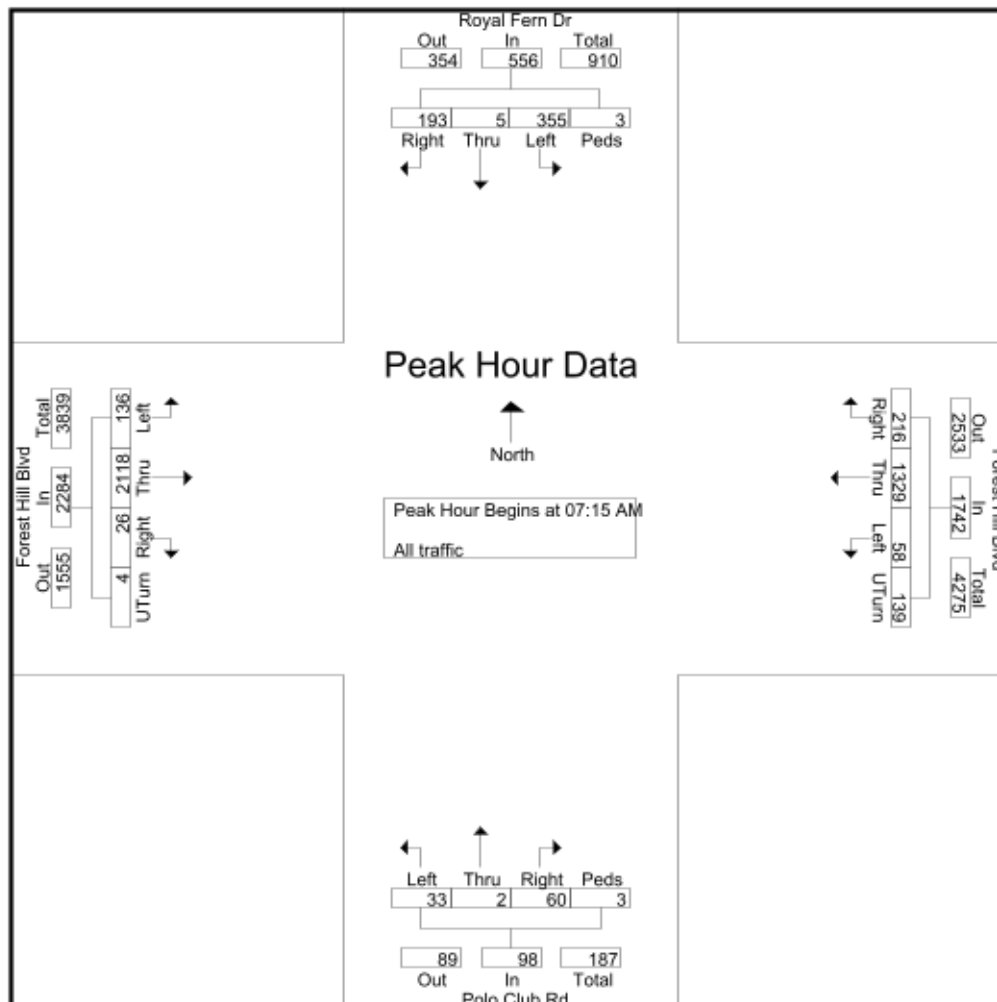 Royal Fern Dr
Out In Total
354 556 910
193 5 355 3
Right Thru Left Peds
Peak Hour Data
North
Peak Hour Begins at 07:15 AM
All traffic
Forest Hill Blvd
Total In Out
3839 2284 1555
136 2118 26 4
Left Thru Right UTurn
Right Thru Left UTurn
216 1329 58 139
Out In Total
2533 1742 4275
Forest Hill Blvd
Left Thru Right Peds
33 2 60 3
89 98 187
Out In Total
Polo Club Rd